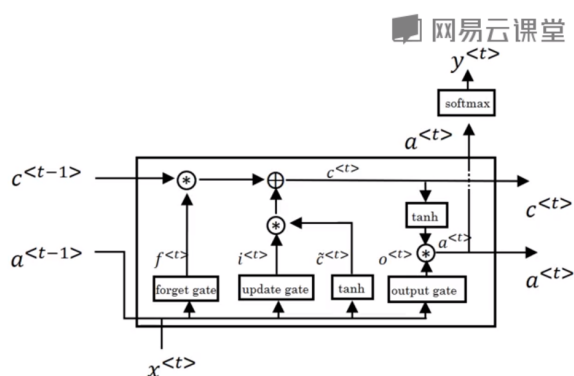 网易云课堂
y<t>
softmax
a<t>
c<t-1>
c<t>
tanh
c<t>
a<t-1>
f<t>
i<t>
c̃<t>
o<t>
a<t>
a<t>
forget gate
update gate
tanh
output gate
x<t>